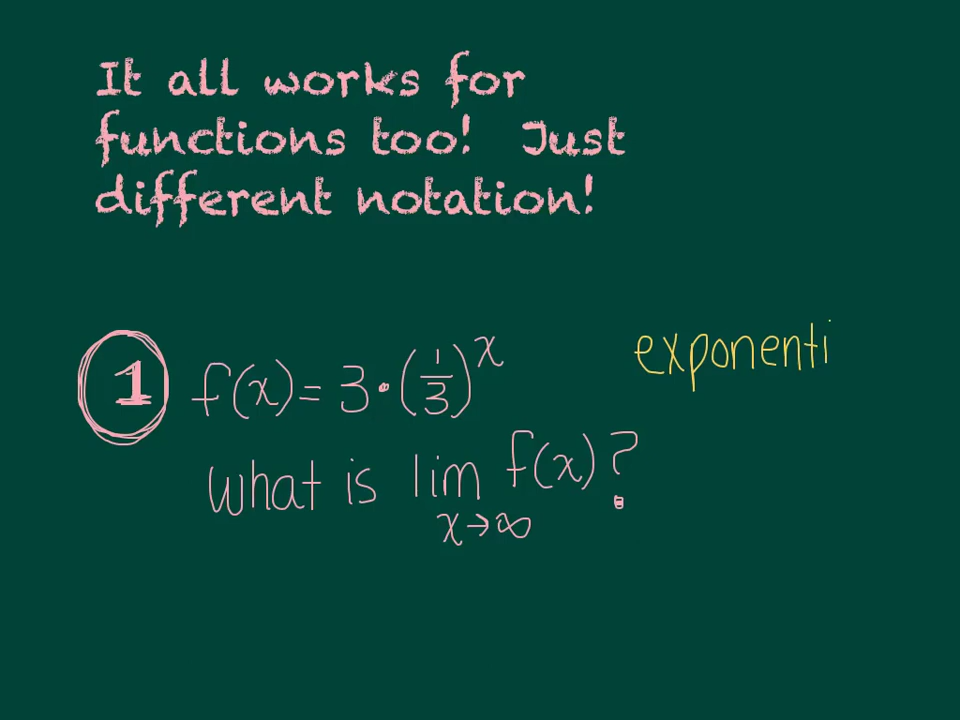 It all works for
functions too! Just
different notation!
1 f(x) = 3 · (1/3)^x
exponenti
what is lim x→∞ f(x)?